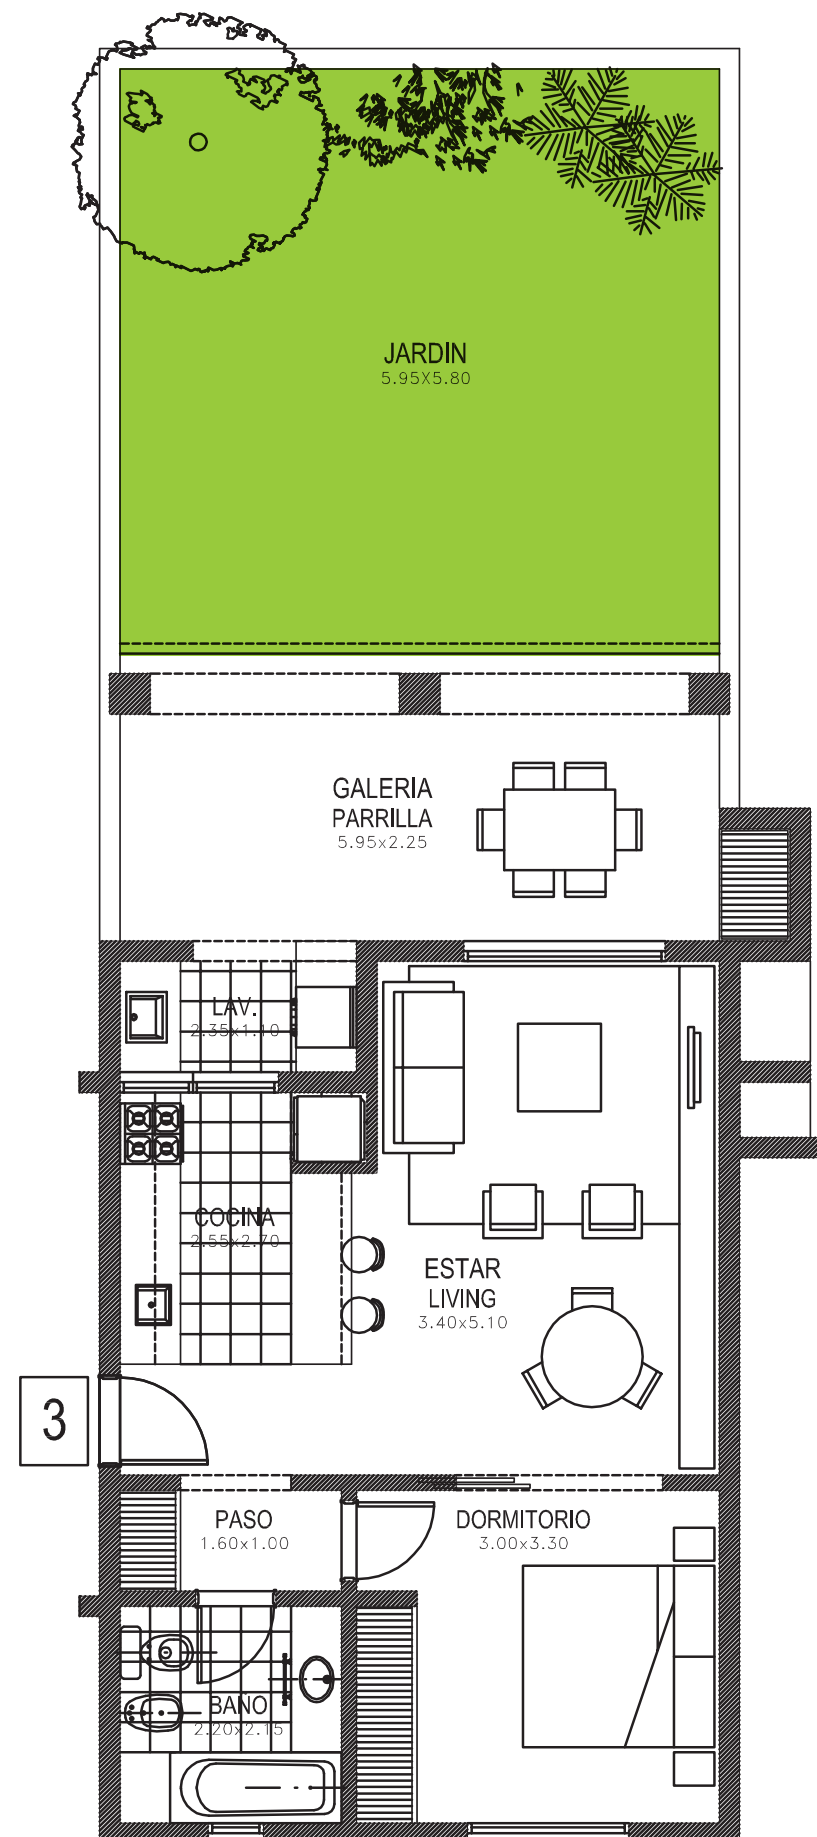 JARDIN
5.95X5.80
GALERIA
PARRILLA
5.95x2.25
LAV.
2.35x1.10
COCINA
2.55x2.70
ESTAR
LIVING
3.40x5.10
3
PASO
1.60x1.00
DORMITORIO
3.00x3.30
BAÑO
2.20x2.15